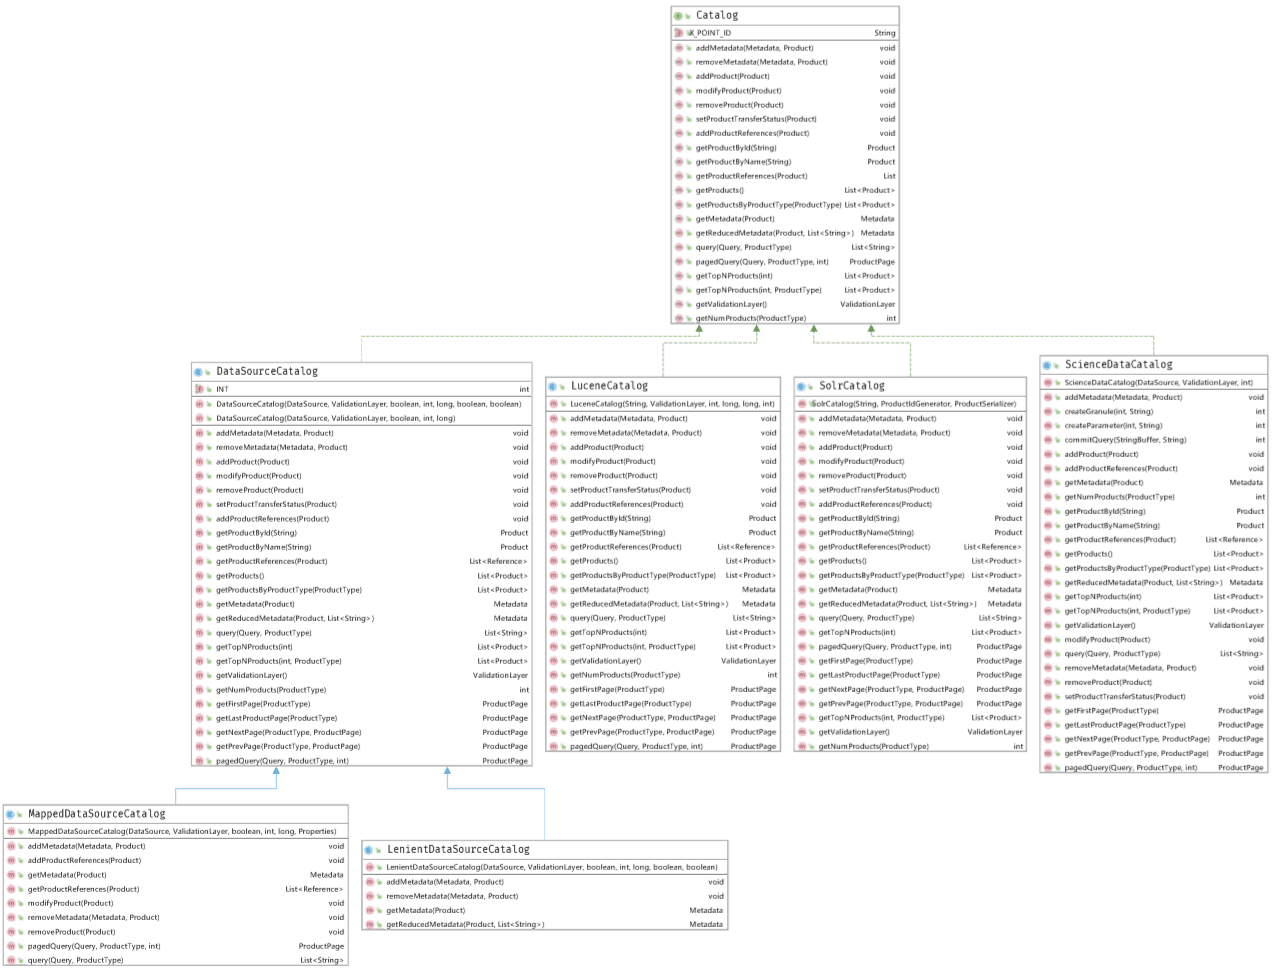 Catalog
X_POINT_ID String
addMetadata(Metadata, Product) void
removeMetadata(Metadata, Product) void
addProduct(Product) void
modifyProduct(Product) void
removeProduct(Product) void
setProductTransferStatus(Product) void
addProductReferences(Product) void
getProductById(String) Product
getProductByName(String) Product
getProductReferences(Product) List
getProducts() List<Product>
getProductsByProductType(ProductType) List<Product>
getMetadata(Product) Metadata
getReducedMetadata(Product, List<String>) Metadata
query(Query, ProductType) List<String>
pagedQuery(Query, ProductType, int) ProductPage
getTopNProducts(int) List<Product>
getTopNProducts(int, ProductType) List<Product>
getValidationLayer() ValidationLayer
getNumProducts(ProductType) int
DataSourceCatalog
INT int
DataSourceCatalog(DataSource, ValidationLayer, boolean, int, long, boolean, boolean)
DataSourceCatalog(DataSource, ValidationLayer, boolean, int, long)
addMetadata(Metadata, Product) void
removeMetadata(Metadata, Product) void
addProduct(Product) void
modifyProduct(Product) void
removeProduct(Product) void
setProductTransferStatus(Product) void
addProductReferences(Product) void
getProductById(String) Product
getProductByName(String) Product
getProductReferences(Product) List<Reference>
getProducts() List<Product>
getProductsByProductType(ProductType) List<Product>
getMetadata(Product) Metadata
getReducedMetadata(Product, List<String>) Metadata
query(Query, ProductType) List<String>
getTopNProducts(int) List<Product>
getTopNProducts(int, ProductType) List<Product>
getValidationLayer() ValidationLayer
getNumProducts(ProductType) int
getFirstPage(ProductType) ProductPage
getLastProductPage(ProductType) ProductPage
getNextPage(ProductType, ProductPage) ProductPage
getPrevPage(ProductType, ProductPage) ProductPage
pagedQuery(Query, ProductType, int) ProductPage
LuceneCatalog
LuceneCatalog(String, ValidationLayer, int, long, long, int)
addMetadata(Metadata, Product) void
removeMetadata(Metadata, Product) void
addProduct(Product) void
modifyProduct(Product) void
removeProduct(Product) void
setProductTransferStatus(Product) void
addProductReferences(Product) void
getProductById(String) Product
getProductByName(String) Product
getProductReferences(Product) List<Reference>
getProducts() List<Product>
getProductsByProductType(ProductType) List<Product>
getMetadata(Product) Metadata
getReducedMetadata(Product, List<String>) Metadata
query(Query, ProductType) List<String>
getTopNProducts(int) List<Product>
getTopNProducts(int, ProductType) List<Product>
getValidationLayer() ValidationLayer
getNumProducts(ProductType) int
getFirstPage(ProductType) ProductPage
getLastProductPage(ProductType) ProductPage
getNextPage(ProductType, ProductPage) ProductPage
getPrevPage(ProductType, ProductPage) ProductPage
pagedQuery(Query, ProductType, int) ProductPage
SolrCatalog
SolrCatalog(String, ProductIdGenerator, ProductSerializer)
addMetadata(Metadata, Product) void
removeMetadata(Metadata, Product) void
addProduct(Product) void
modifyProduct(Product) void
removeProduct(Product) void
setProductTransferStatus(Product) void
addProductReferences(Product) void
getProductById(String) Product
getProductByName(String) Product
getProductReferences(Product) List<Reference>
getProducts() List<Product>
getProductsByProductType(ProductType) List<Product>
getMetadata(Product) Metadata
getReducedMetadata(Product, List<String>) Metadata
query(Query, ProductType) List<String>
getTopNProducts(int) List<Product>
pagedQuery(Query, ProductType, int) ProductPage
getFirstPage(ProductType) ProductPage
getLastProductPage(ProductType) ProductPage
getNextPage(ProductType, ProductPage) ProductPage
getPrevPage(ProductType, ProductPage) ProductPage
getTopNProducts(int, ProductType) List<Product>
getValidationLayer() ValidationLayer
getNumProducts(ProductType) int
ScienceDataCatalog
ScienceDataCatalog(DataSource, ValidationLayer, int)
addMetadata(Metadata, Product) void
createGranule(int, String) int
createParameter(int, String) int
commitQuery(StringBuffer, String) int
addProduct(Product) void
addProductReferences(Product) void
getMetadata(Product) Metadata
getNumProducts(ProductType) int
getProductById(String) Product
getProductByName(String) Product
getProductReferences(Product) List<Reference>
getProducts() List<Product>
getProductsByProductType(ProductType) List<Product>
getReducedMetadata(Product, List<String>) Metadata
getTopNProducts(int) List<Product>
getTopNProducts(int, ProductType) List<Product>
getValidationLayer() ValidationLayer
modifyProduct(Product) void
query(Query, ProductType) List<String>
removeMetadata(Metadata, Product) void
removeProduct(Product) void
setProductTransferStatus(Product) void
getFirstPage(ProductType) ProductPage
getLastProductPage(ProductType) ProductPage
getNextPage(ProductType, ProductPage) ProductPage
getPrevPage(ProductType, ProductPage) ProductPage
pagedQuery(Query, ProductType, int) ProductPage
MappedDataSourceCatalog
MappedDataSourceCatalog(DataSource, ValidationLayer, boolean, int, long, Properties)
addMetadata(Metadata, Product) void
addProductReferences(Product) void
getMetadata(Product) Metadata
getProductReferences(Product) List<Reference>
modifyProduct(Product) void
removeMetadata(Metadata, Product) void
removeProduct(Product) void
pagedQuery(Query, ProductType, int) ProductPage
query(Query, ProductType) List<String>
LenientDataSourceCatalog
LenientDataSourceCatalog(DataSource, ValidationLayer, boolean, int, long, boolean, boolean)
addMetadata(Metadata, Product) void
removeMetadata(Metadata, Product) void
getMetadata(Product) Metadata
getReducedMetadata(Product, List<String>) Metadata